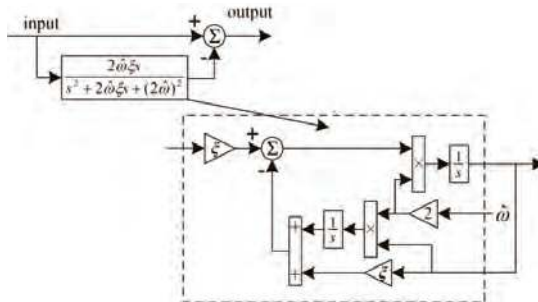 input
output
+
Σ
-
2ω̂ξs
s² + 2ω̂ξs + (2ω̂)²
ξ
+
Σ
-
×
1
s
2
ω̂
+
1
s
×
+
ξ